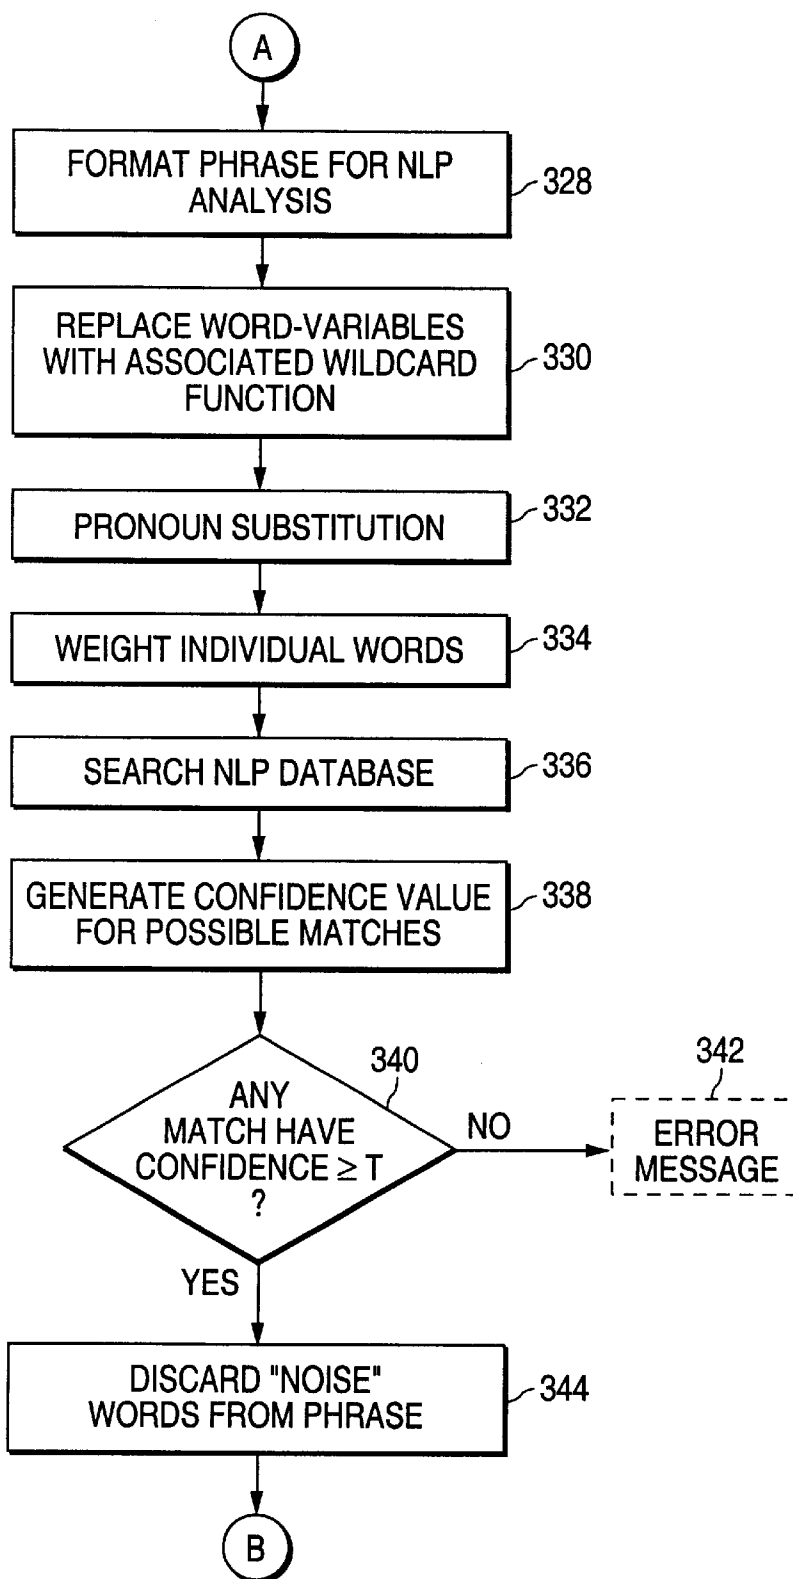 A
FORMAT PHRASE FOR NLP
ANALYSIS
328
REPLACE WORD-VARIABLES
WITH ASSOCIATED WILDCARD
FUNCTION
330
PRONOUN SUBSTITUTION
332
WEIGHT INDIVIDUAL WORDS
334
SEARCH NLP DATABASE
336
GENERATE CONFIDENCE VALUE
FOR POSSIBLE MATCHES
338
340
ANY
MATCH HAVE
CONFIDENCE ≥ T
?
NO
342
ERROR
MESSAGE
YES
DISCARD "NOISE"
WORDS FROM PHRASE
344
B